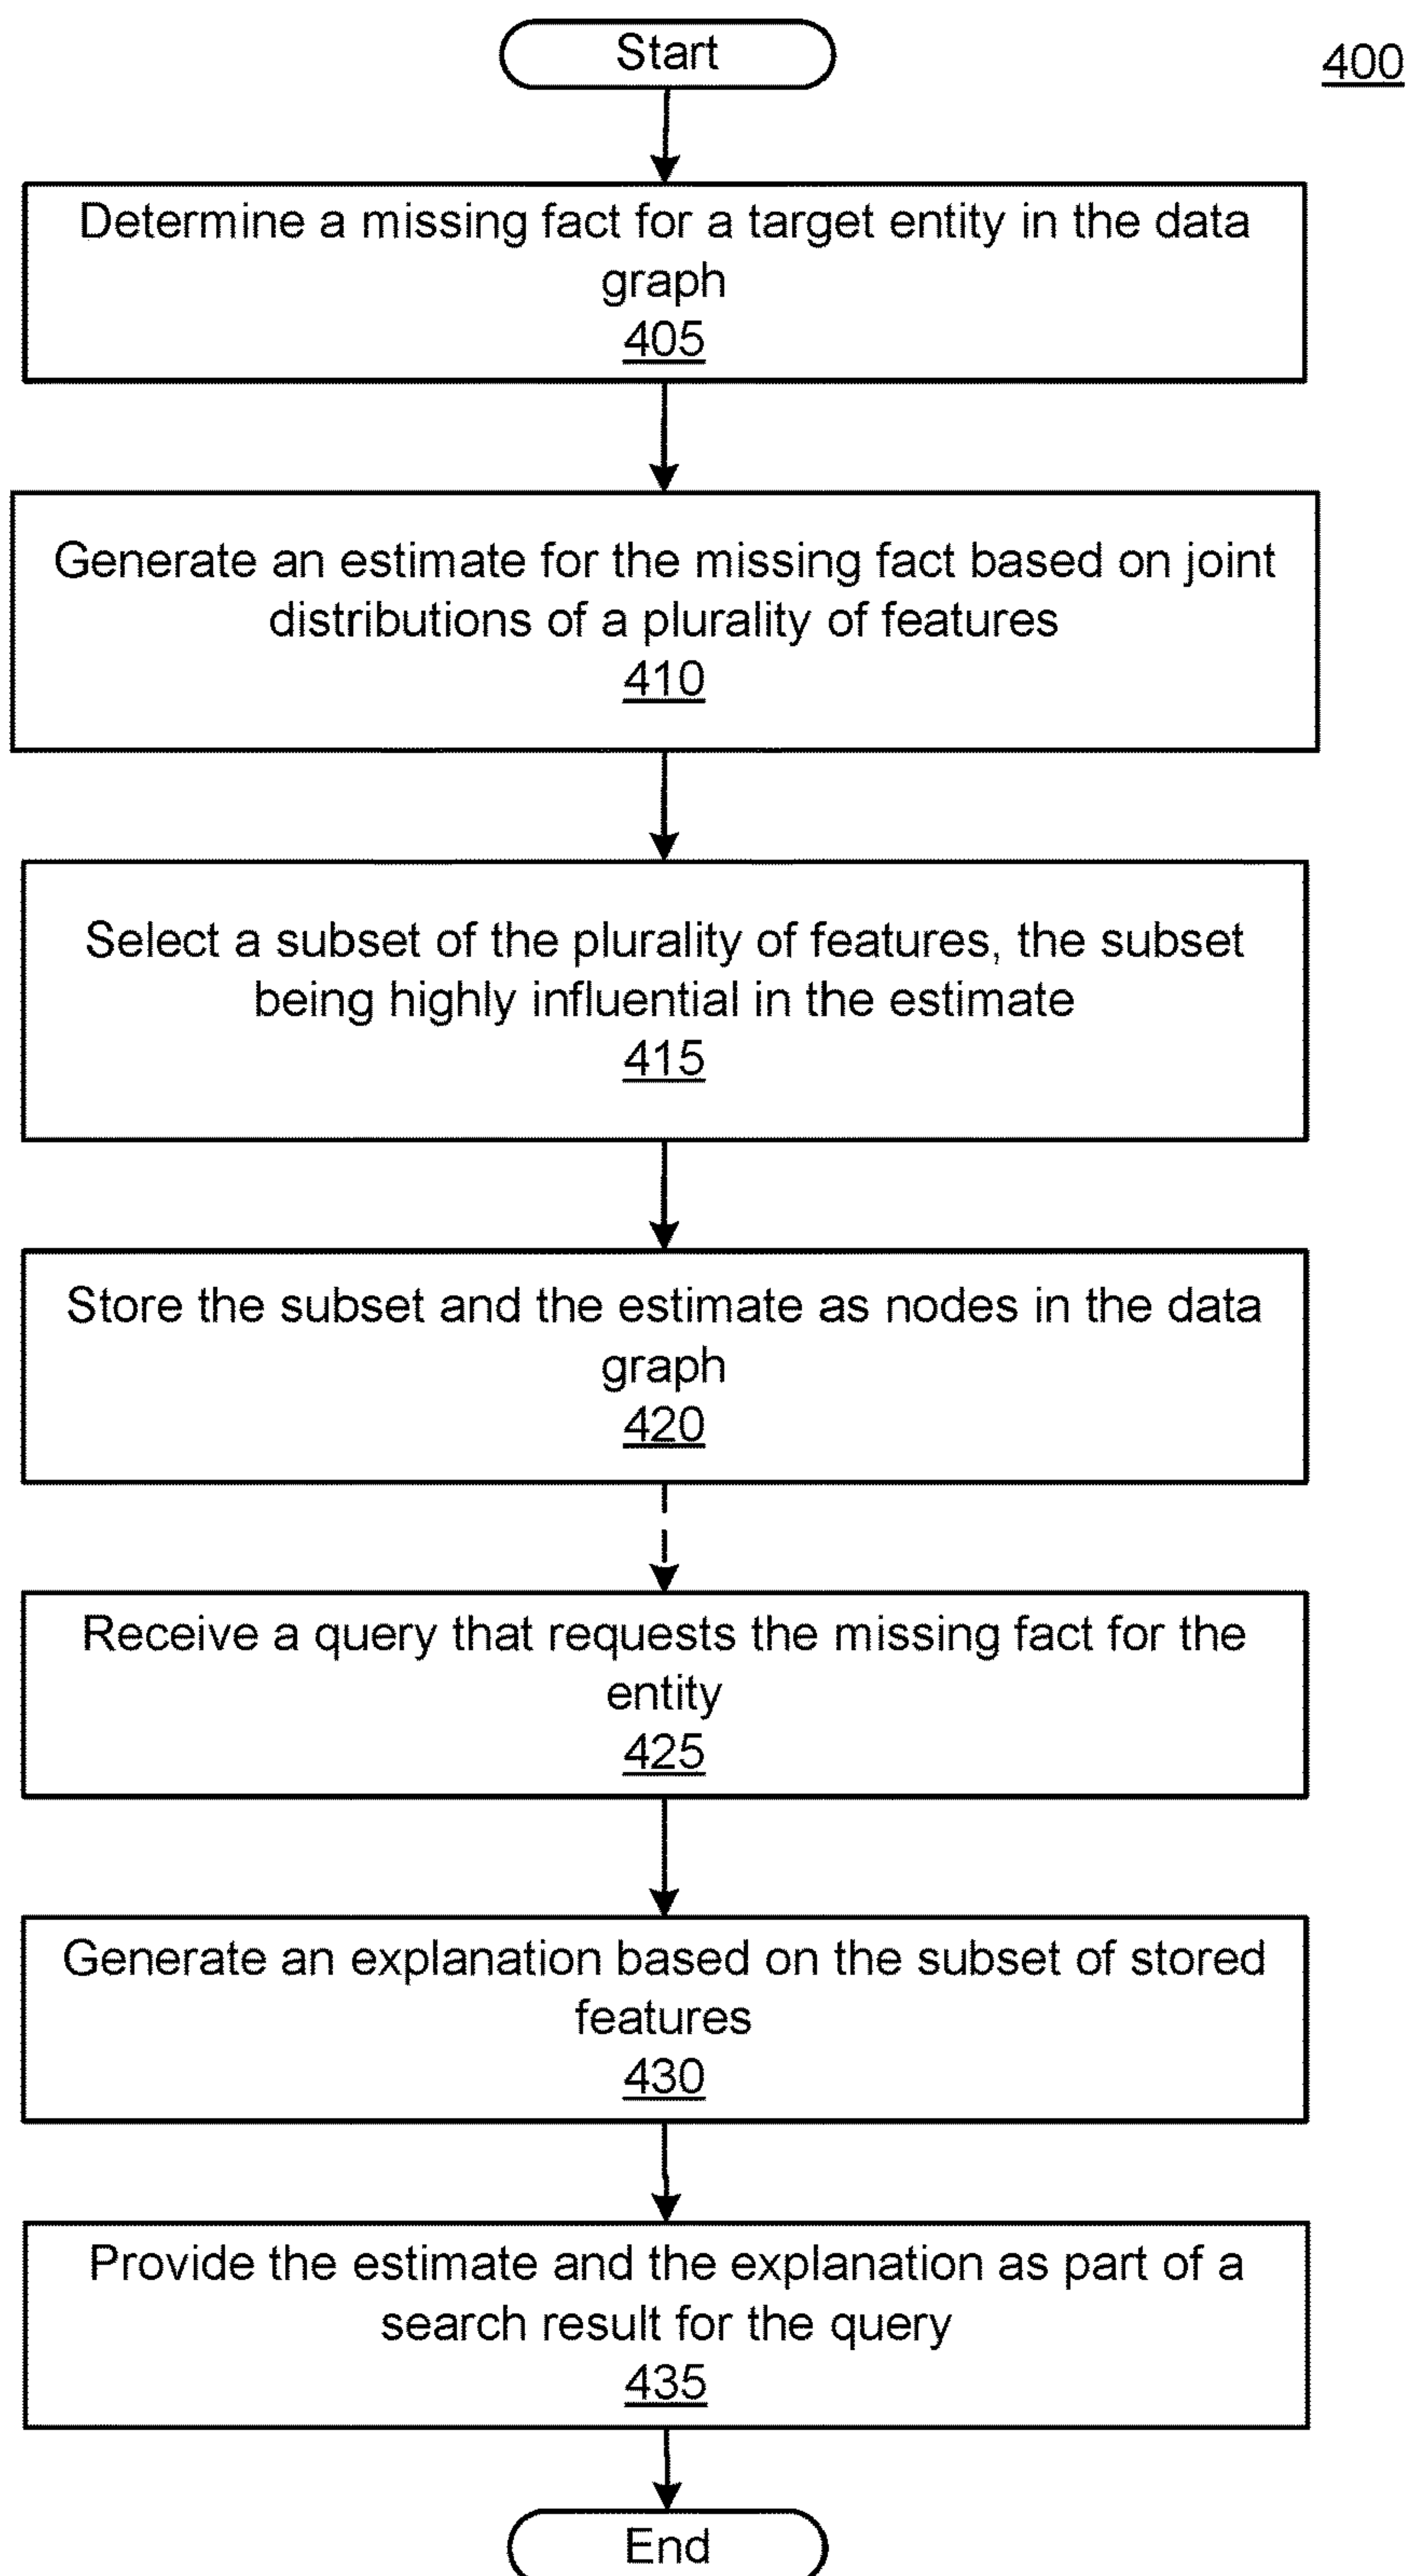 Start
400
Determine a missing fact for a target entity in the data
graph
405
Generate an estimate for the missing fact based on joint
distributions of a plurality of features
410
Select a subset of the plurality of features, the subset
being highly influential in the estimate
415
Store the subset and the estimate as nodes in the data
graph
420
Receive a query that requests the missing fact for the
entity
425
Generate an explanation based on the subset of stored
features
430
Provide the estimate and the explanation as part of a
search result for the query
435
End